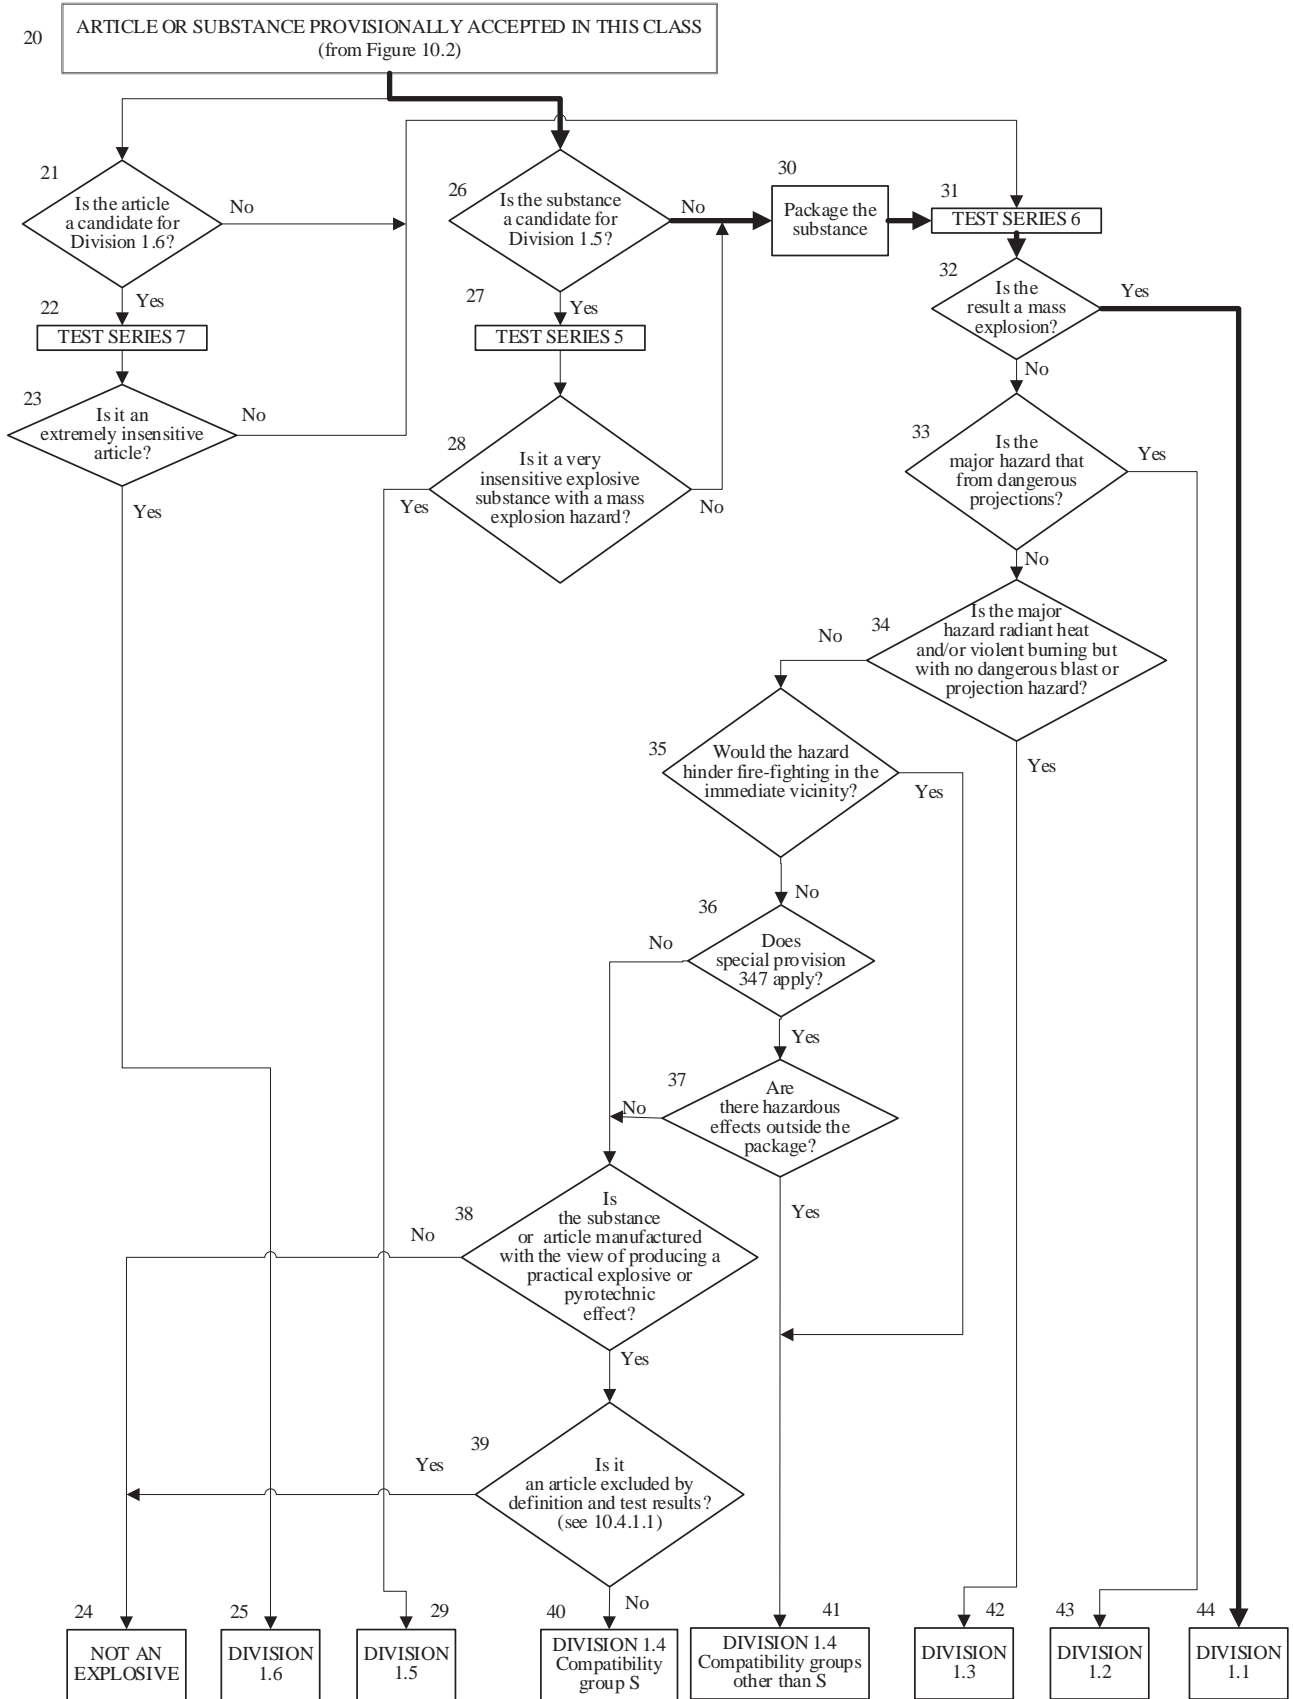 20
ARTICLE OR SUBSTANCE PROVISIONALLY ACCEPTED IN THIS CLASS
(from Figure 10.2)
21
Is the article
a candidate for
Division 1.6?
No
Yes
22
TEST SERIES 7
23
Is it an
extremely insensitive
article?
No
Yes
26
Is the substance
a candidate for
Division 1.5?
No
Yes
27
TEST SERIES 5
28
Is it a very
insensitive explosive
substance with a mass
explosion hazard?
Yes
No
30
Package the
substance
31
TEST SERIES 6
32
Is the
result a mass
explosion?
Yes
No
33
Is the
major hazard that
from dangerous
projections?
Yes
No
34
Is the major
hazard radiant heat
and/or violent burning but
with no dangerous blast or
projection hazard?
No
Yes
35
Would the hazard
hinder fire-fighting in the
immediate vicinity?
Yes
No
36
Does
special provision
347 apply?
No
Yes
37
Are
there hazardous
effects outside the
package?
No
Yes
38
Is
the substance
or article manufactured
with the view of producing a
practical explosive or
pyrotechnic
effect?
No
Yes
39
Is it
an article excluded by
definition and test results?
(see 10.4.1.1)
Yes
No
24
NOT AN
EXPLOSIVE
25
DIVISION
1.6
29
DIVISION
1.5
40
DIVISION 1.4
Compatibility
group S
41
DIVISION 1.4
Compatibility groups
other than S
42
DIVISION
1.3
43
DIVISION
1.2
44
DIVISION
1.1